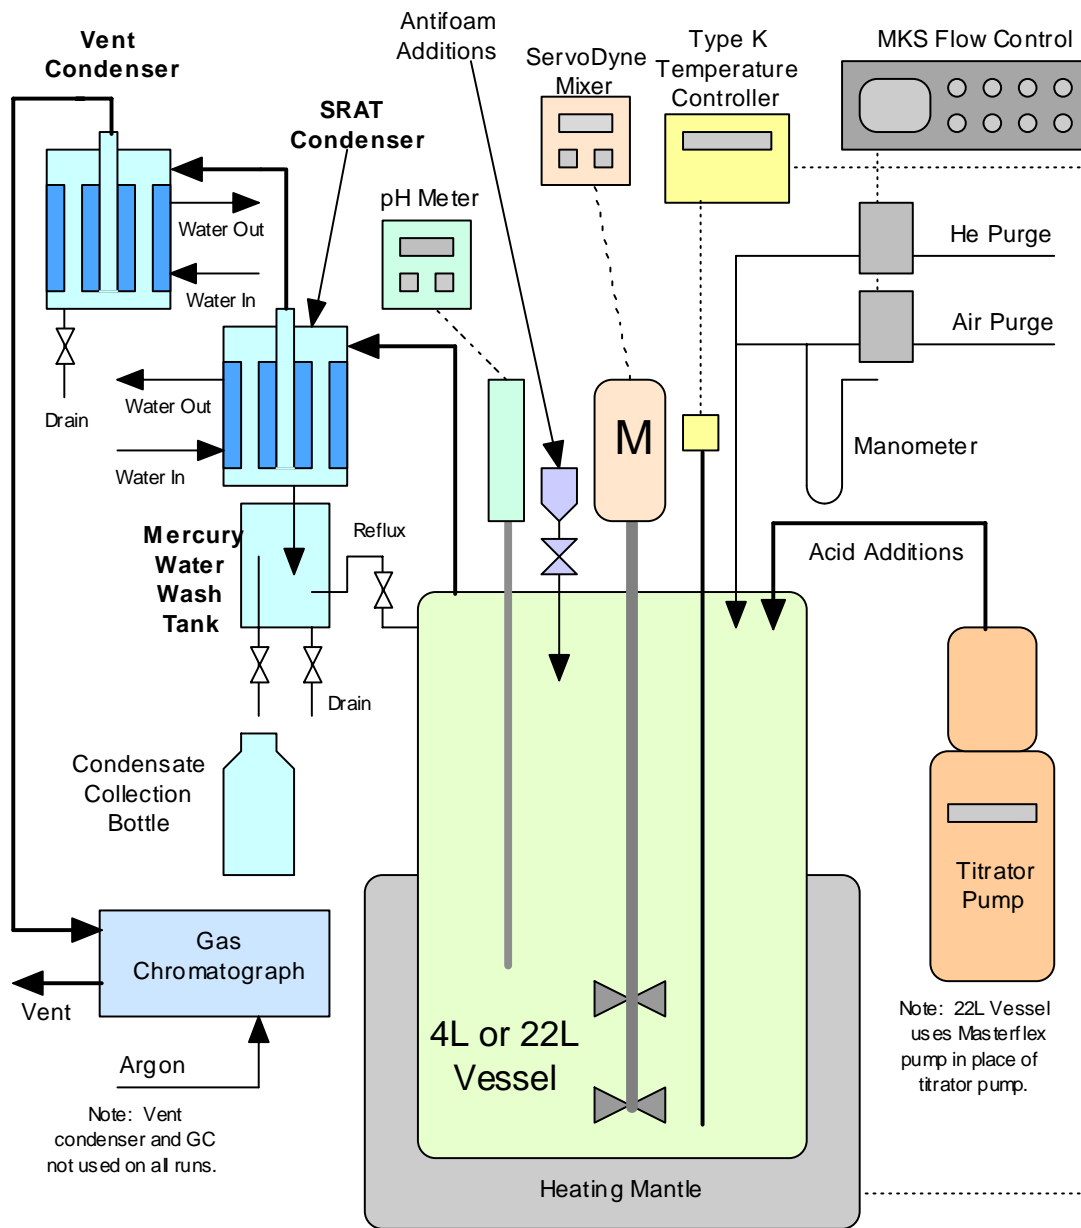 Vent
Condenser
Antifoam
Additions
ServoDyne
Mixer
Type K
Temperature
Controller
MKS Flow Control
SRAT
Condenser
pH Meter
Water Out
Water In
He Purge
Air Purge
Drain
Water Out
Water In
M
Manometer
Mercury
Water
Wash
Tank
Reflux
Acid Additions
Drain
Condensate
Collection
Bottle
Titrator
Pump
Gas
Chromatograph
Vent
Argon
Note: Vent
condenser and GC
not used on all runs.
4L or 22L
Vessel
Note: 22L Vessel
uses Masterflex
pump in place of
titrator pump.
Heating Mantle